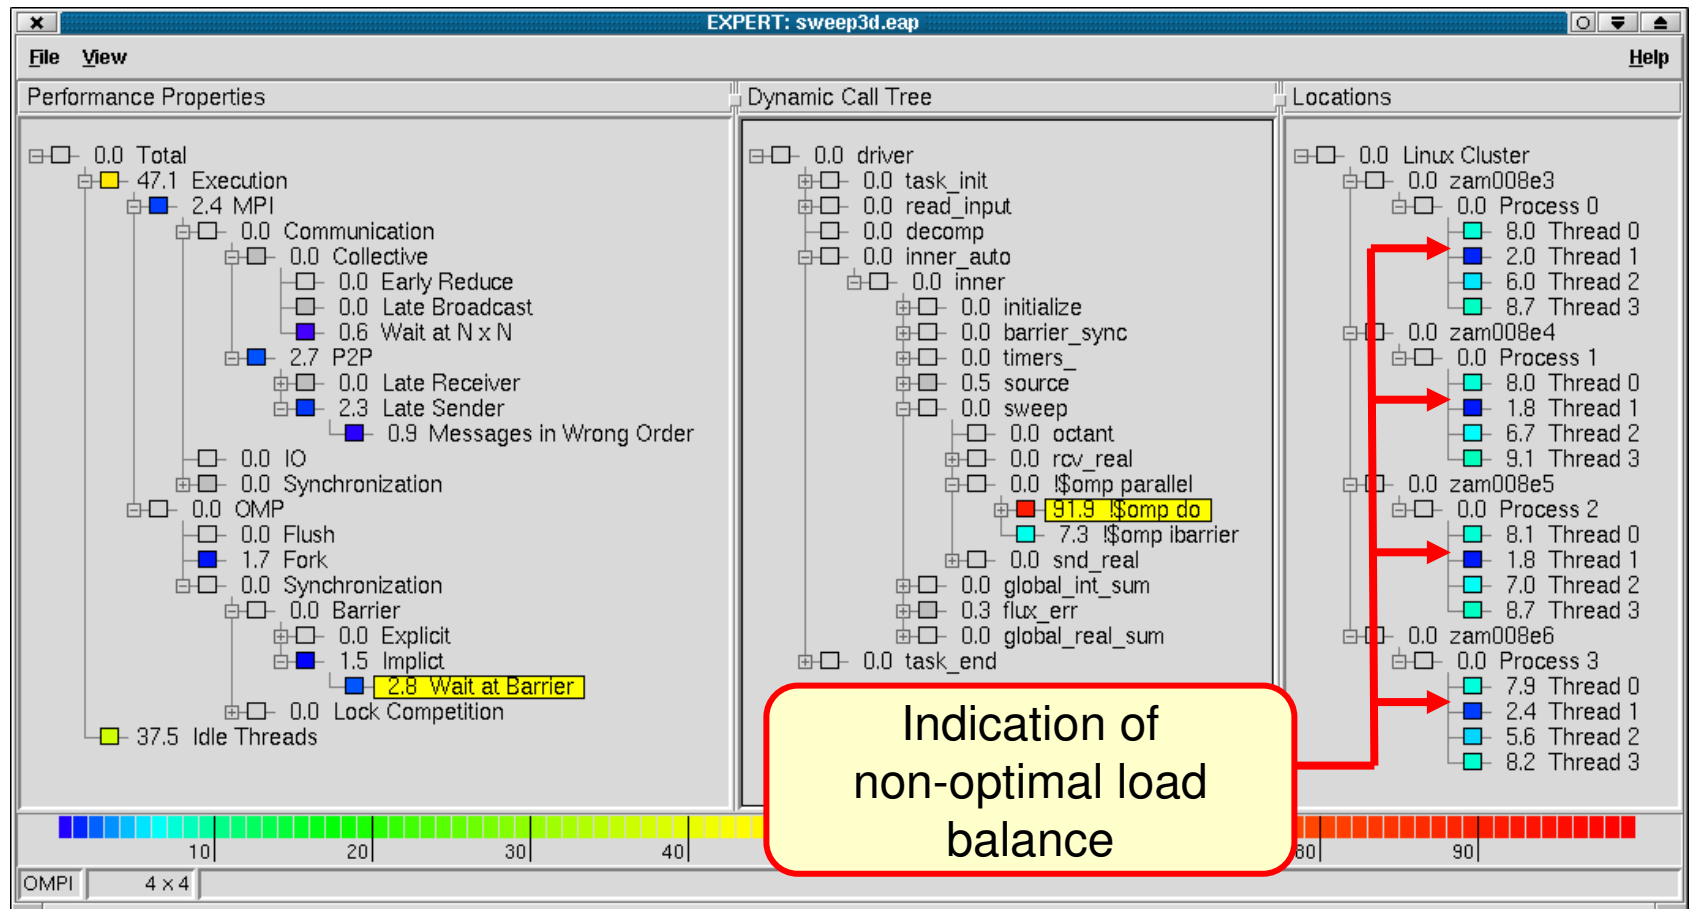 EXPERT: sweep3d.eap
File View Help
Performance Properties
0.0 Total
47.1 Execution
2.4 MPI
0.0 Communication
0.0 Collective
0.0 Early Reduce
0.0 Late Broadcast
0.6 Wait at N x N
2.7 P2P
0.0 Late Receiver
2.3 Late Sender
0.9 Messages in Wrong Order
0.0 IO
0.0 Synchronization
0.0 OMP
0.0 Flush
1.7 Fork
0.0 Synchronization
0.0 Barrier
0.0 Explicit
1.5 Implict
2.8 Wait at Barrier
0.0 Lock Competition
37.5 Idle Threads
Dynamic Call Tree
0.0 driver
0.0 task_init
0.0 read_input
0.0 decomp
0.0 inner_auto
0.0 inner
0.0 initialize
0.0 barrier_sync
0.0 timers_
0.5 source
0.0 sweep
0.0 octant
0.0 rcv_real
0.0 !$omp parallel
91.9 !$omp do
7.3 !$omp ibarrier
0.0 snd_real
0.0 global_int_sum
0.3 flux_err
0.0 global_real_sum
0.0 task_end
Locations
0.0 Linux Cluster
0.0 zam008e3
0.0 Process 0
8.0 Thread 0
2.0 Thread 1
6.0 Thread 2
8.7 Thread 3
0.0 zam008e4
0.0 Process 1
8.0 Thread 0
1.8 Thread 1
6.7 Thread 2
9.1 Thread 3
0.0 zam008e5
0.0 Process 2
8.1 Thread 0
1.8 Thread 1
7.0 Thread 2
8.7 Thread 3
0.0 zam008e6
0.0 Process 3
7.9 Thread 0
2.4 Thread 1
5.6 Thread 2
8.2 Thread 3
Indication of
non-optimal load
balance
10 20 30 40 80 90
OMPI 4 x 4